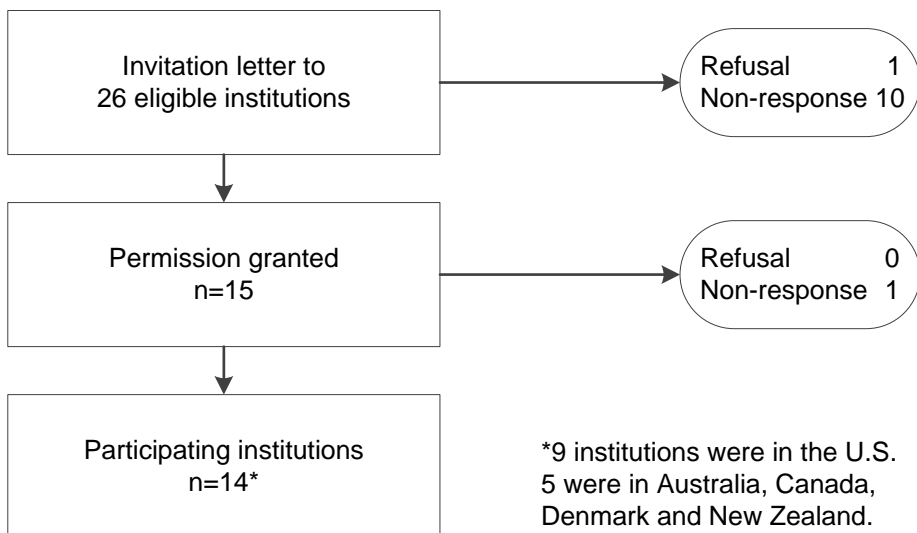 Invitation letter to
26 eligible institutions
Refusal 1
Non-response 10
Permission granted
n=15
Refusal 0
Non-response 1
Participating institutions
n=14*
*9 institutions were in the U.S.
5 were in Australia, Canada,
Denmark and New Zealand.